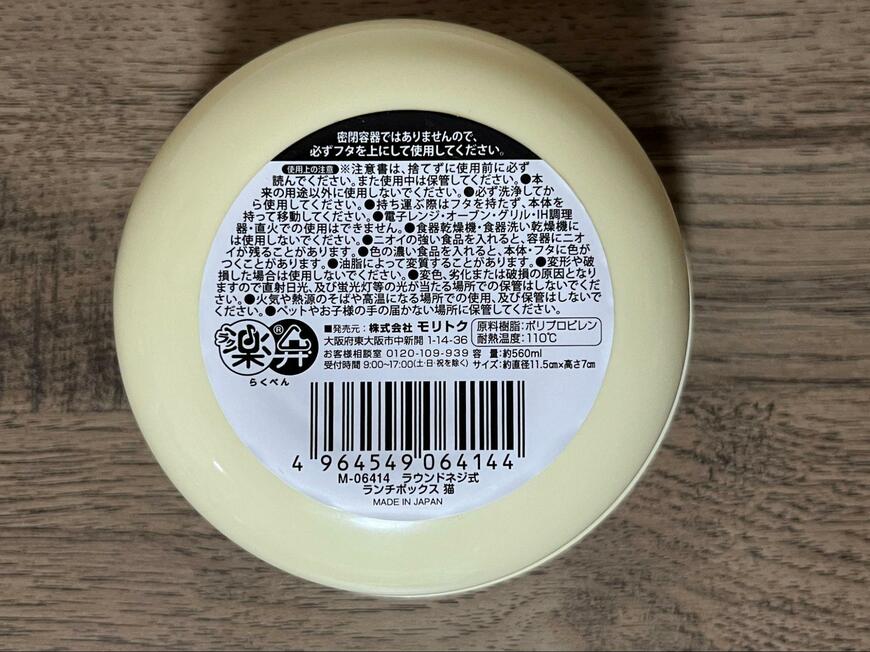 密閉容器ではありませんので、
必ずフタを上にして使用してください。
使用上の注意 ※注意書は、捨てずに使用前に必ず
読んでください。また使用中は保管してください。●本
来の用途以外に使用しないでください。●必ず洗浄してか
ら使用ください。●持ち運ぶ際はフタを持たず、本体を
持って移動してください。●電子レンジ・オーブン・グリル・IH調理
器・直火での使用はできません。●食器乾燥機・食器洗い乾燥機に
は使用しないでください。●ニオイの強い食品を入れると、容器にニオ
イが残ることがあります。●色の濃い食品を入れると、本体・フタに色が
つくことがあります。●油脂によって変質することがあります。●変形や破
損した場合は使用しないでください。●変色、劣化または破損の原因となり
ますので直射日光、及び蛍光灯等の光が当たる場所での保管はしないでくだ
さい。●火気や熱源のそばや高温になる場所での使用、及び保管はしないで
ください。●ペットやお子様の手の届かない場所に保管してください。
ラク
楽弁®
らくべん
■発売元:株式会社 モリトク
大阪府東大阪市中新開 1-14-36
お客様相談室 0120-109-939
受付時間 9:00〜17:00(土・日・祝を除く)
原料樹脂:ポリプロピレン
耐熱温度:110℃
容 量:約560ml
サイズ:約直径11.5cm×高さ7cm
4 964549 064144
M-06414 ラウンドネジ式
ランチボックス 猫
MADE IN JAPAN